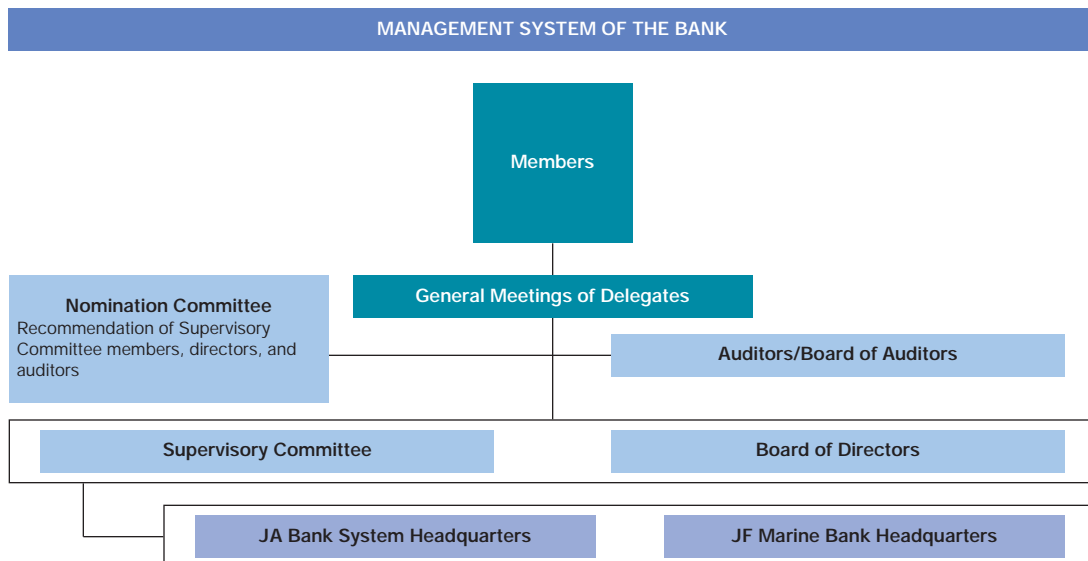 MANAGEMENT SYSTEM OF THE BANK
Members
General Meetings of Delegates
Nomination Committee
Recommendation of Supervisory
Committee members, directors, and
auditors
Auditors/Board of Auditors
Supervisory Committee
Board of Directors
JA Bank System Headquarters
JF Marine Bank Headquarters